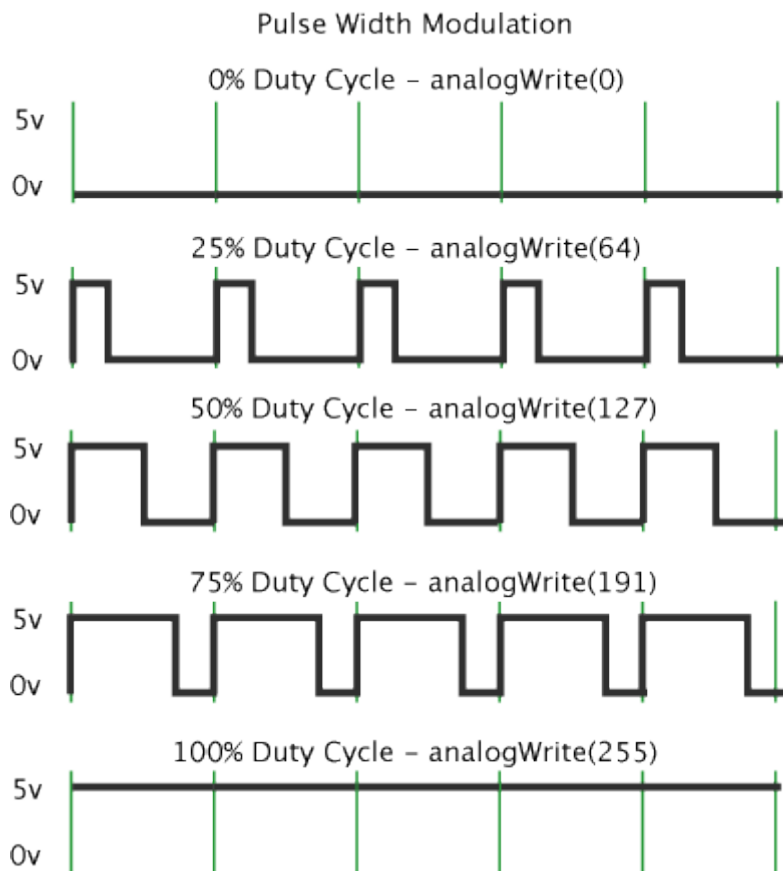 Pulse Width Modulation
0% Duty Cycle – analogWrite(0)
5v
0v
25% Duty Cycle – analogWrite(64)
5v
0v
50% Duty Cycle – analogWrite(127)
5v
0v
75% Duty Cycle – analogWrite(191)
5v
0v
100% Duty Cycle – analogWrite(255)
5v
0v